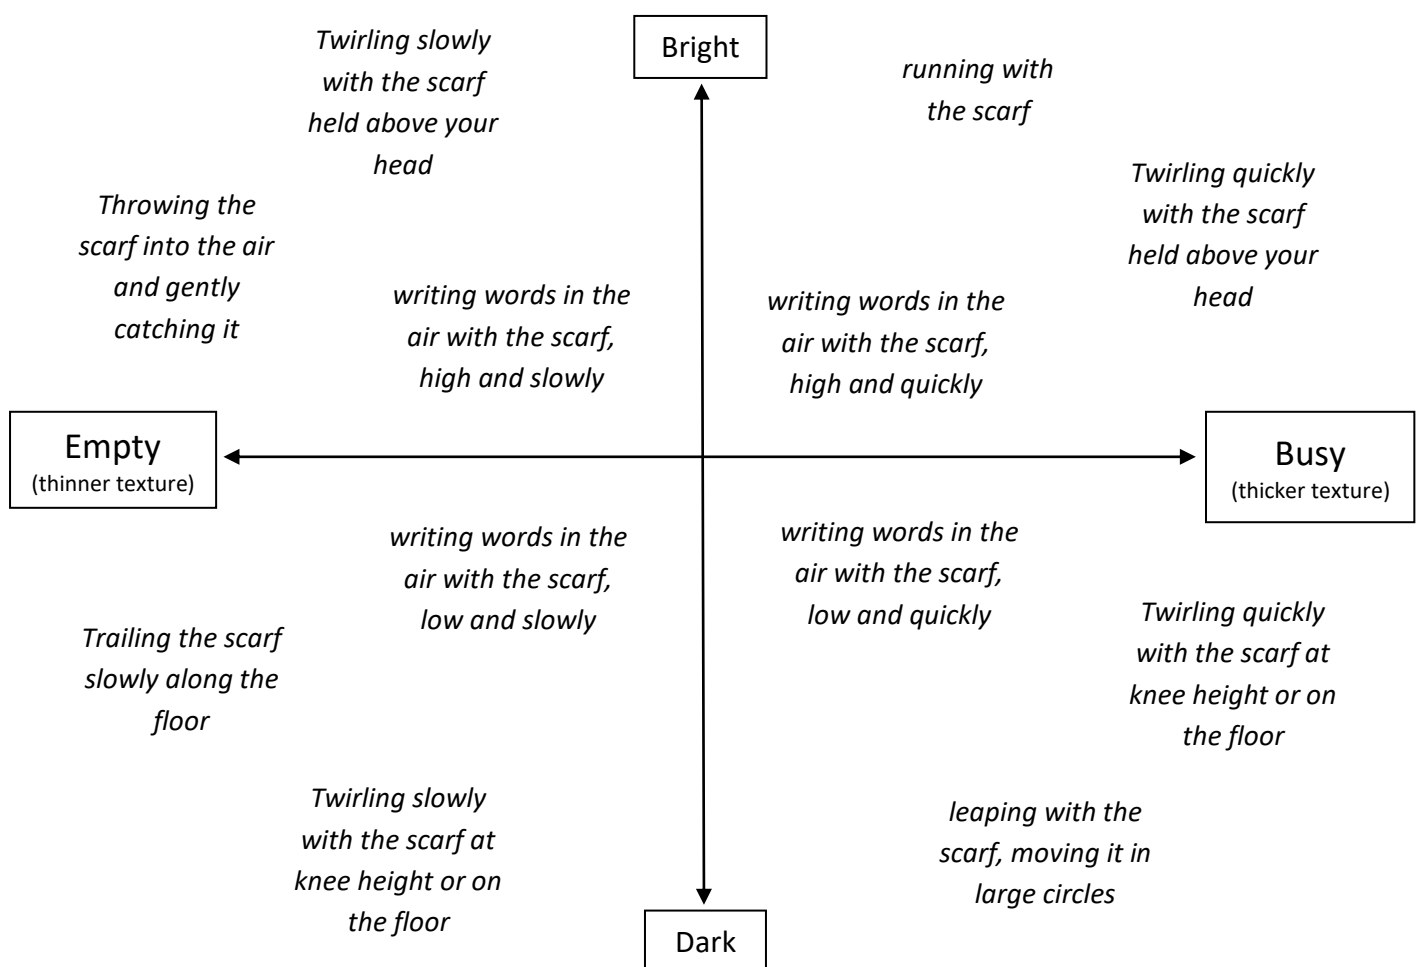 Bright
Twirling slowly
with the scarf
held above your
head
running with
the scarf
Throwing the
scarf into the air
and gently
catching it
Twirling quickly
with the scarf
held above your
head
writing words in the
air with the scarf,
high and slowly
writing words in the
air with the scarf,
high and quickly
Empty
(thinner texture)
Busy
(thicker texture)
writing words in the
air with the scarf,
low and slowly
writing words in the
air with the scarf,
low and quickly
Trailing the scarf
slowly along the
floor
Twirling quickly
with the scarf at
knee height or on
the floor
Twirling slowly
with the scarf at
knee height or on
the floor
leaping with the
scarf, moving it in
large circles
Dark